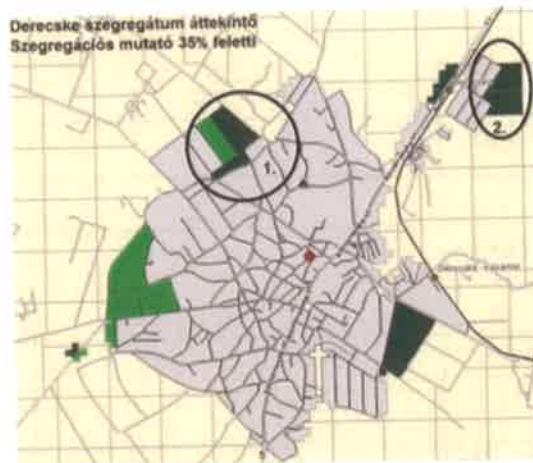 Derecske szegregátum áttekintő
Szegregációs mutató 35% feletti
1.
2.